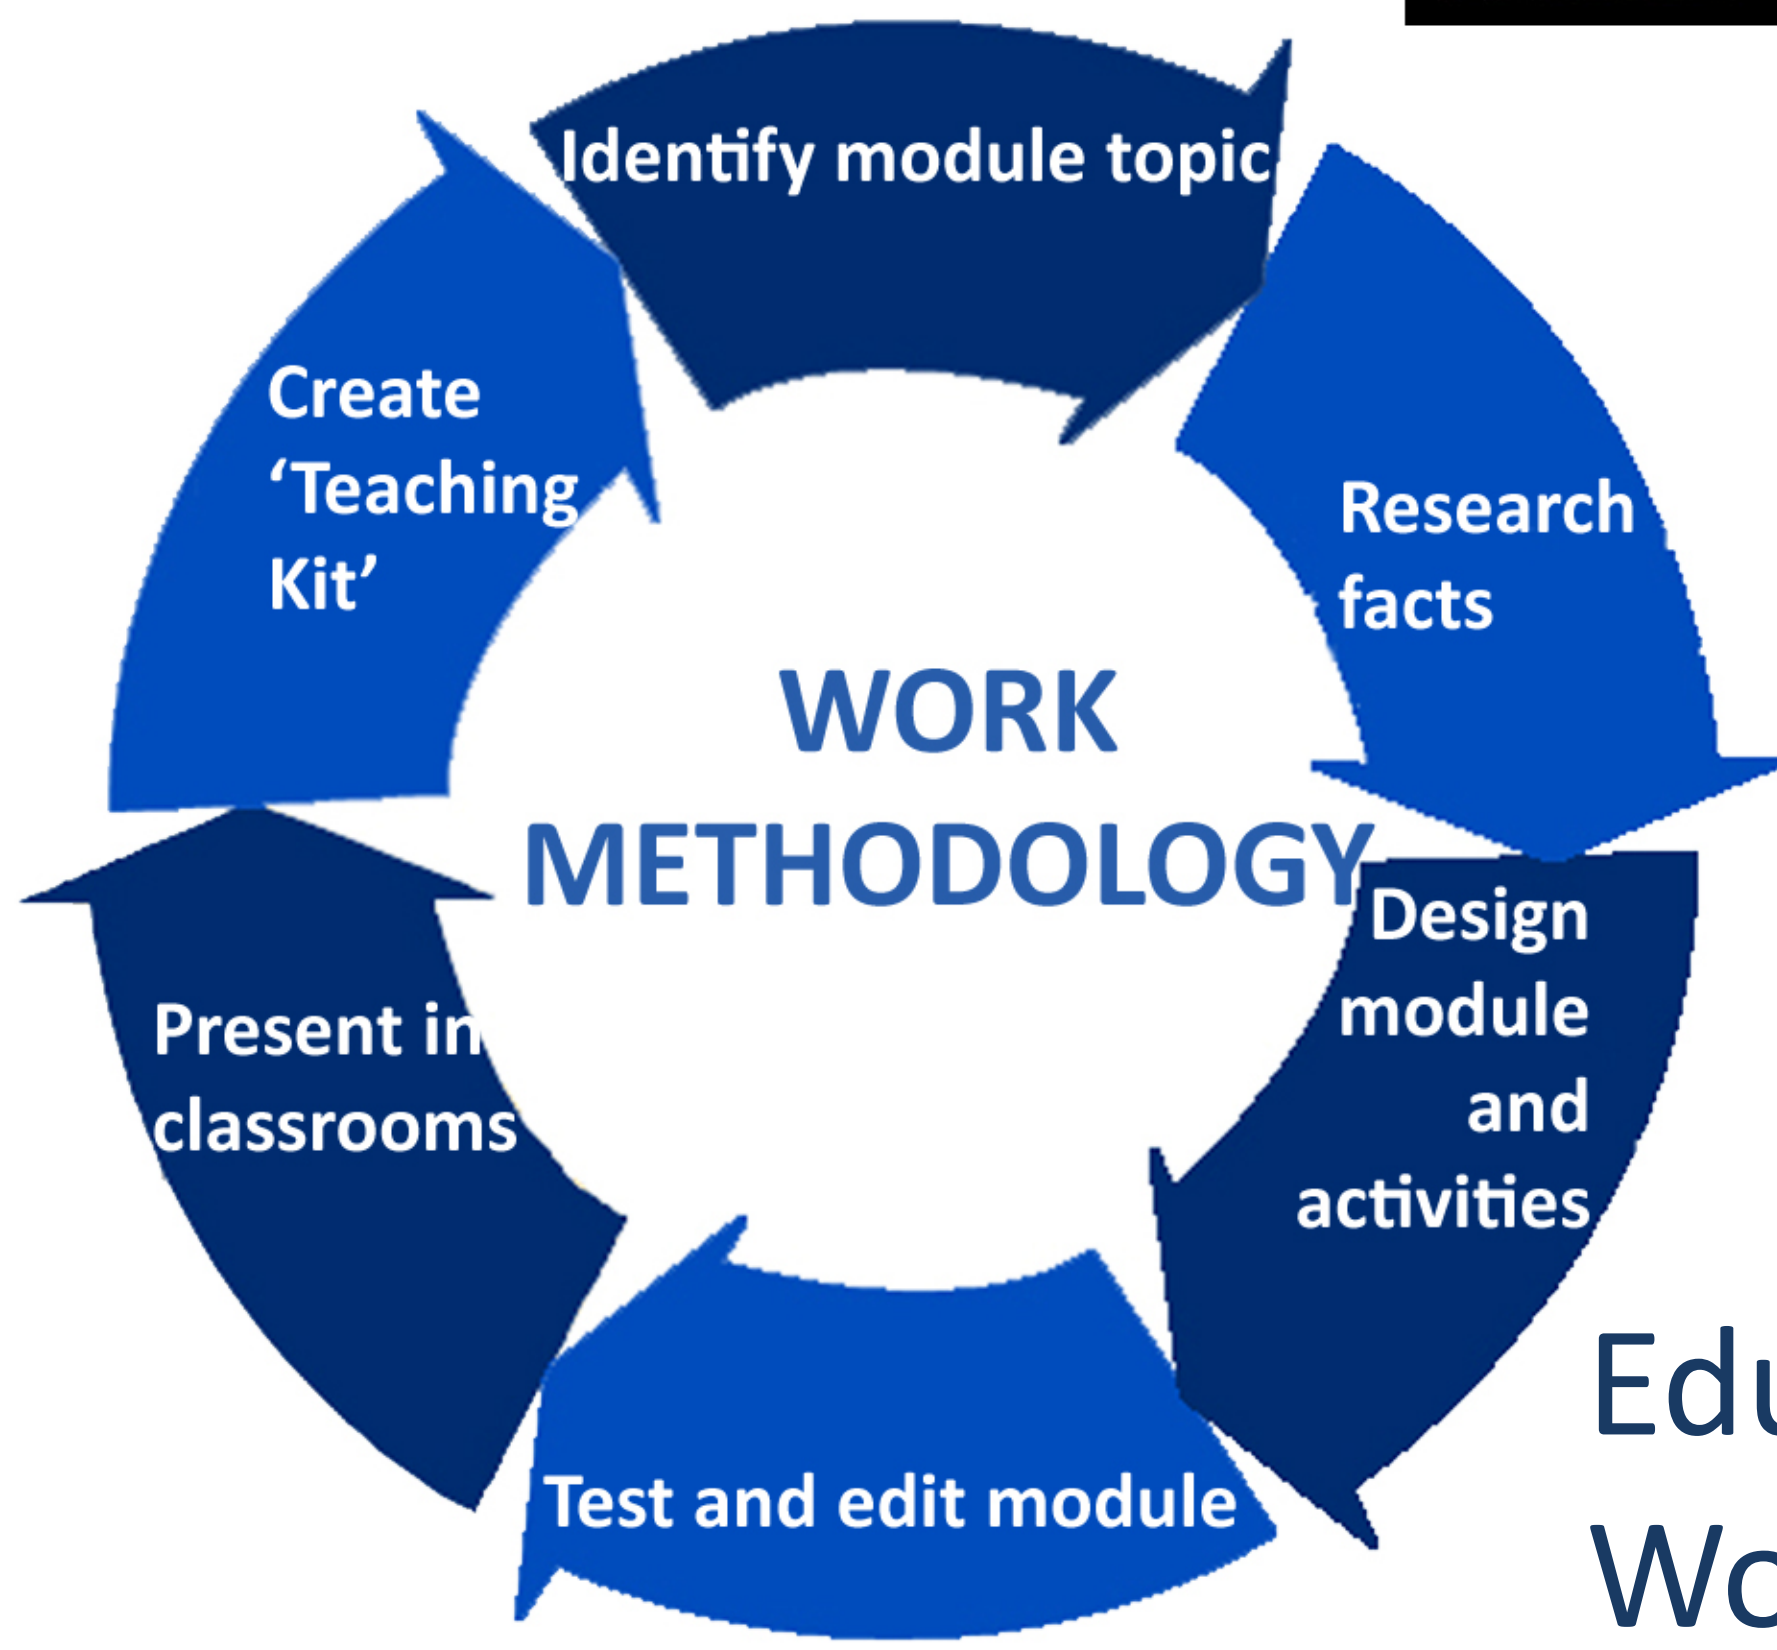 Identify module topic
Research
facts
Design
module
and
activities
Test and edit module
Present in
classrooms
Create
‘Teaching
Kit’
WORK
METHODOLOGY